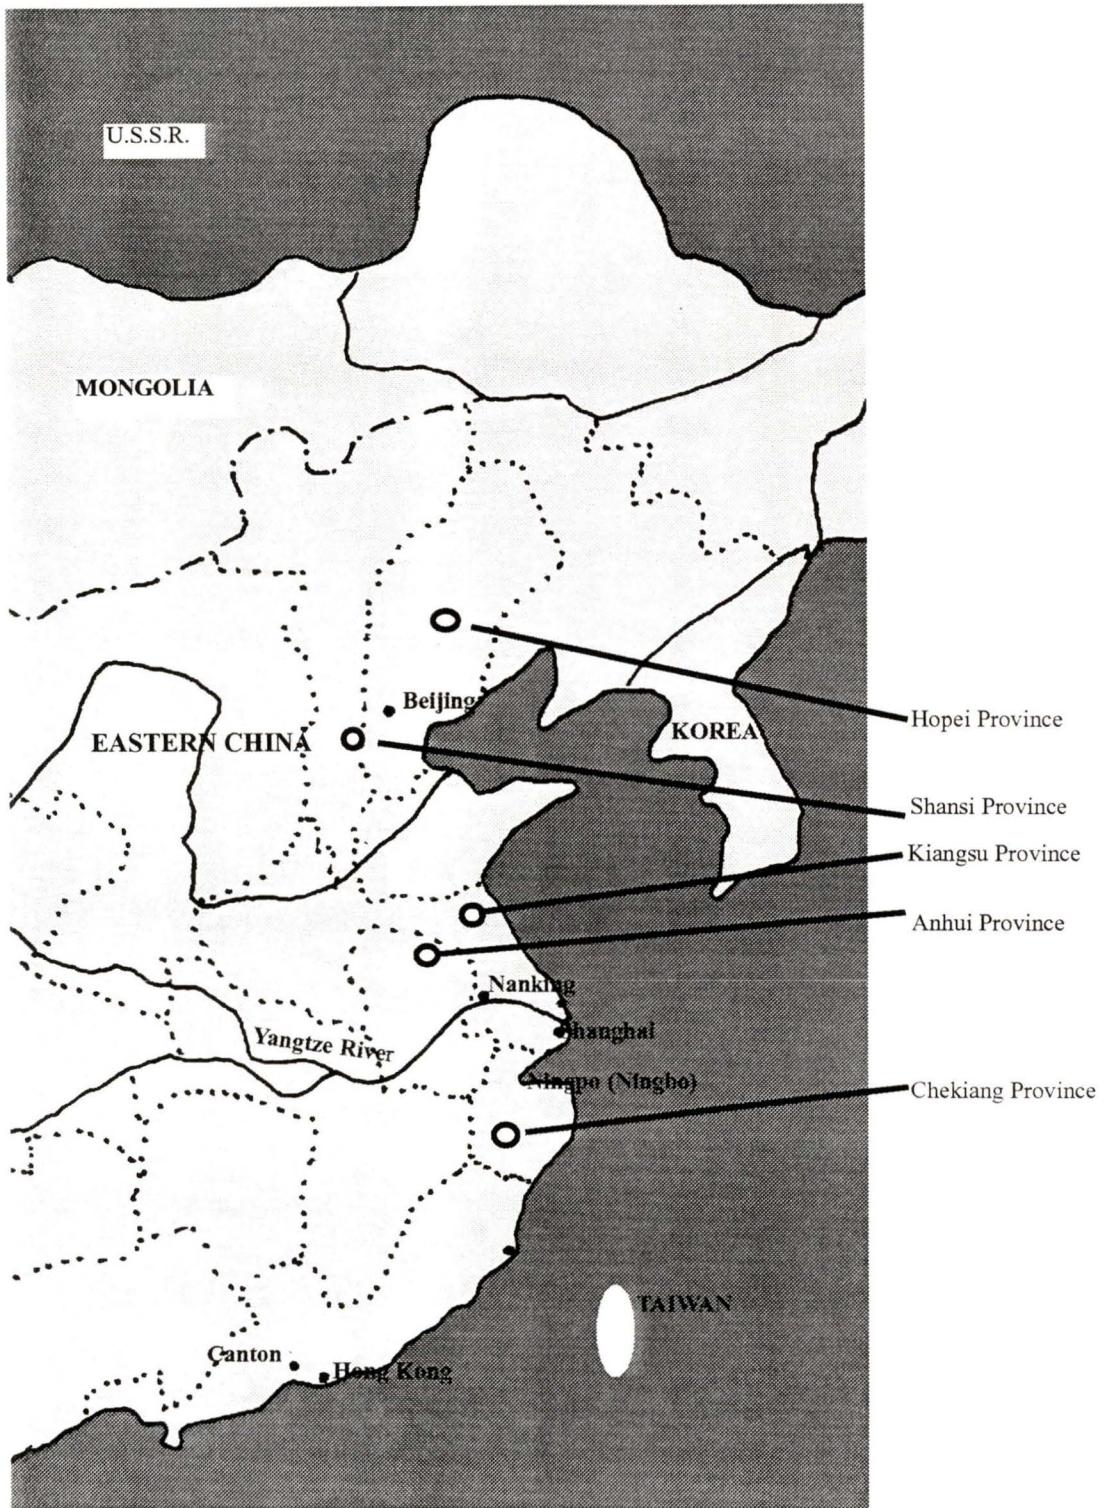 U.S.S.R.
MONGOLIA
Beijing
EASTERN CHINA
KOREA
Hopei Province
Shansi Province
Kiangsu Province
Anhui Province
Nanking
Shanghai
Yangtze River
Ningpo (Ningbo)
Chekiang Province
TAIWAN
Canton
Hong Kong